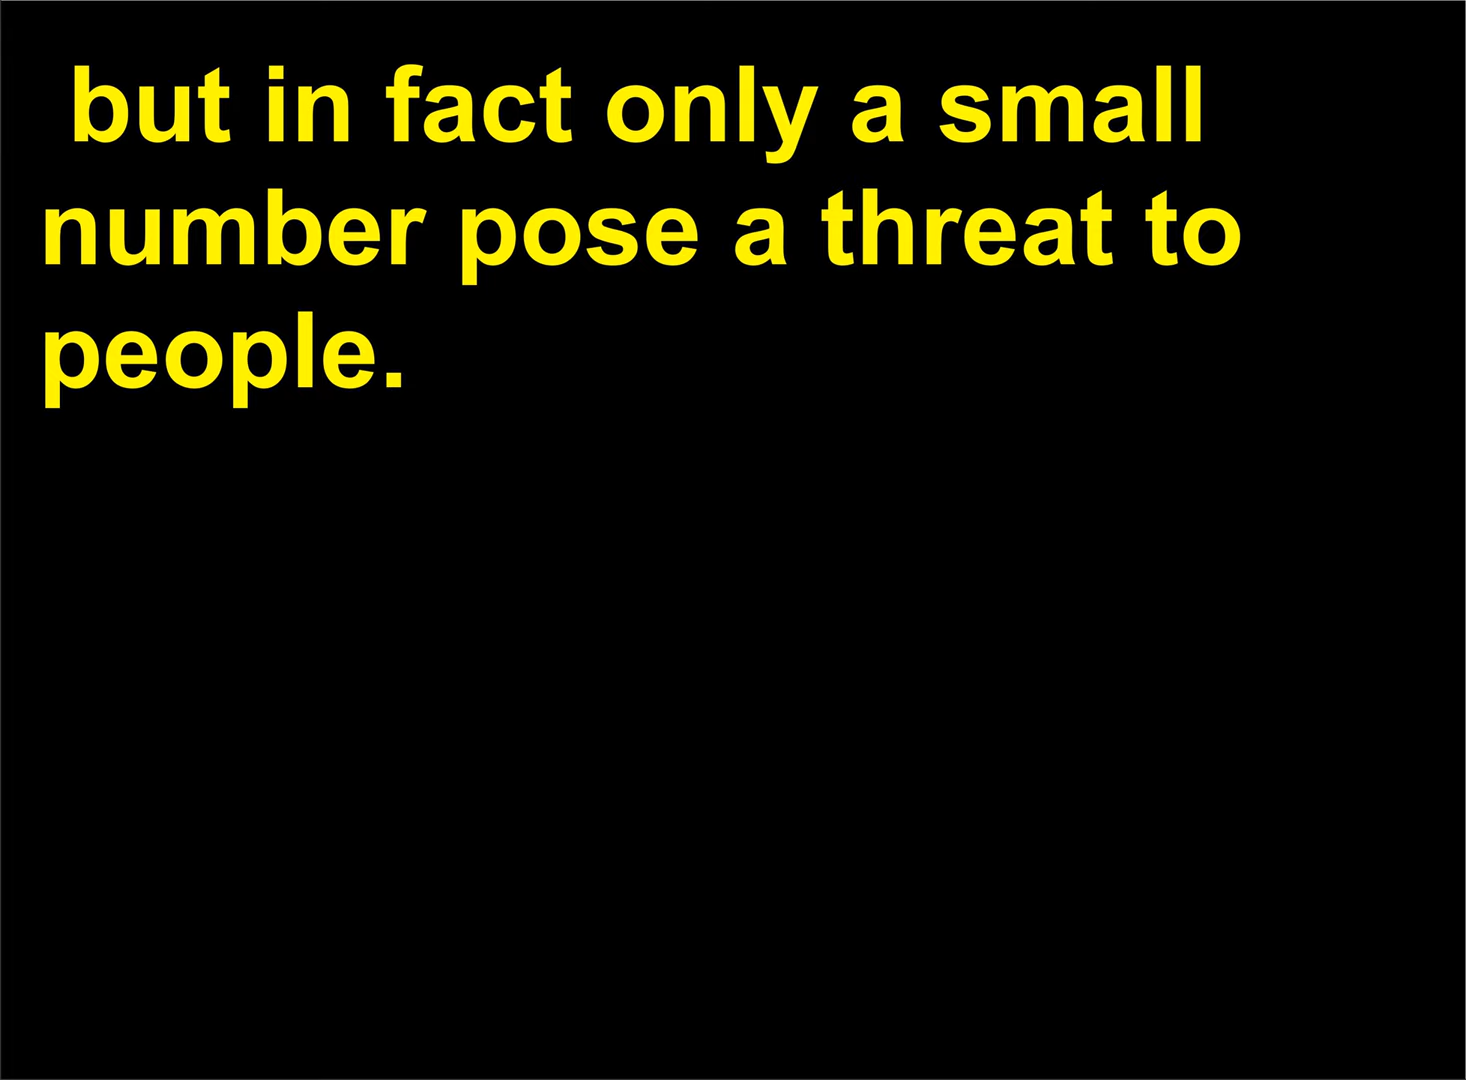 but in fact only a small
number pose a threat to
people.